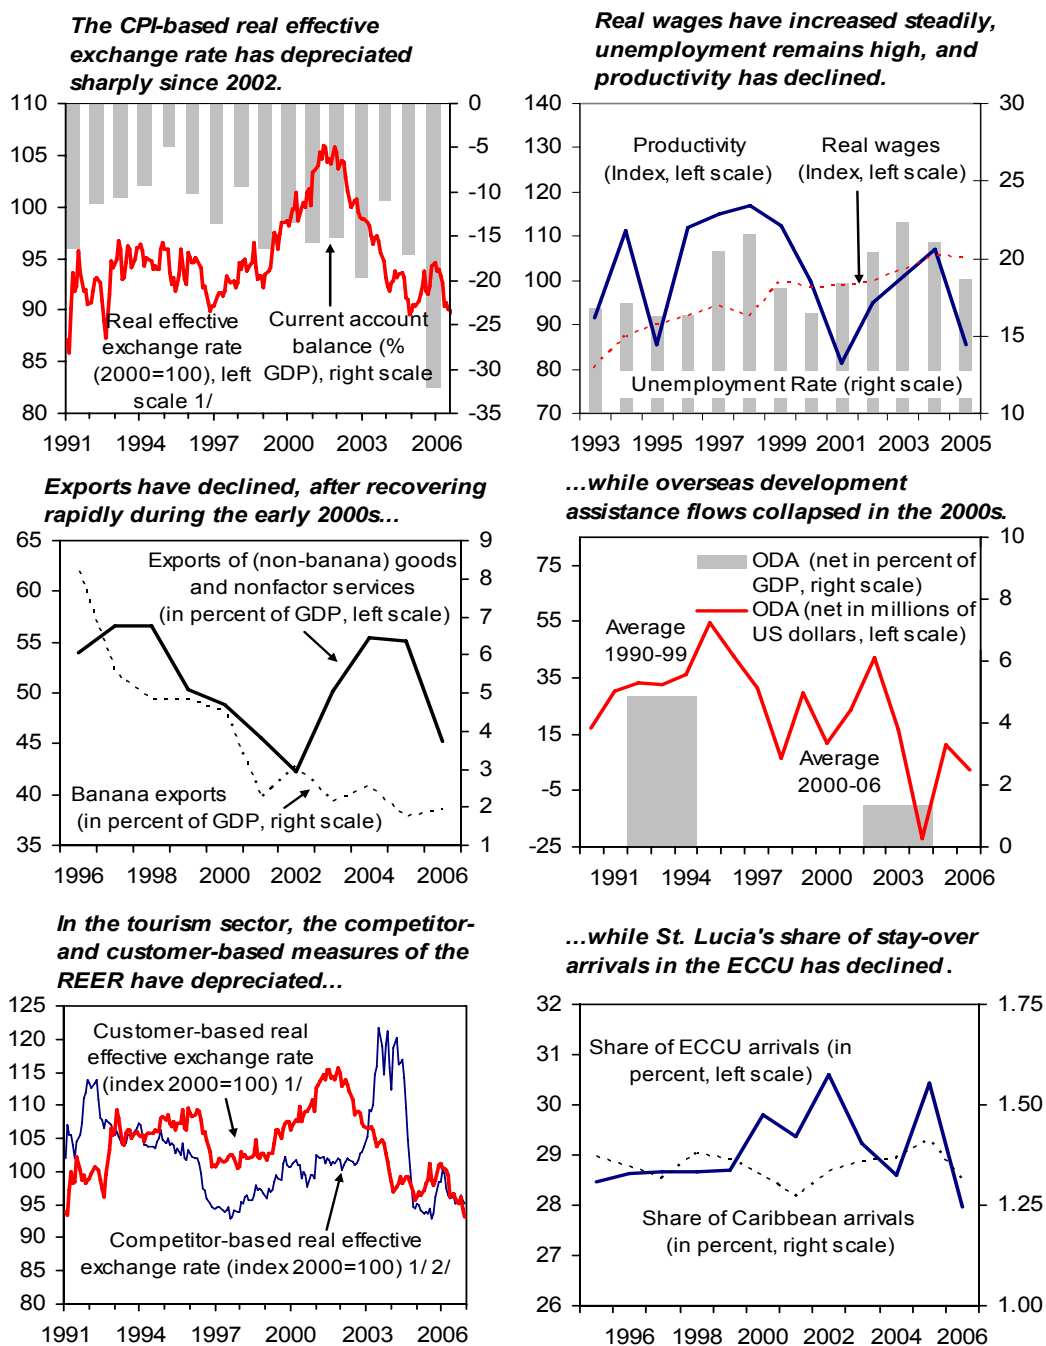 The CPI-based real effective
exchange rate has depreciated
sharply since 2002.
110
105
100
95
90
85
80
0
-5
-10
-15
-20
-25
-30
-35
Real effective
exchange rate
(2000=100), left
scale 1/
Current account
balance (%
GDP), right scale
1991 1994 1997 2000 2003 2006
Real wages have increased steadily,
unemployment remains high, and
productivity has declined.
140
130
120
110
100
90
80
70
30
25
20
15
10
Productivity
(Index, left scale)
Real wages
(Index, left scale)
Unemployment Rate (right scale)
1993 1995 1997 1999 2001 2003 2005
Exports have declined, after recovering
rapidly during the early 2000s...
65
60
55
50
45
40
35
9
8
7
6
5
4
3
2
1
Exports of (non-banana) goods
and nonfactor services
(in percent of GDP, left scale)
Banana exports
(in percent of GDP, right scale)
1996 1998 2000 2002 2004 2006
...while overseas development
assistance flows collapsed in the 2000s.
75
55
35
15
-5
-25
10
8
6
4
2
0
ODA (net in percent of
GDP, right scale)
ODA (net in millions of
US dollars, left scale)
Average
1990-99
Average
2000-06
1991 1994 1997 2000 2003 2006
In the tourism sector, the competitor-
and customer-based measures of the
REER have depreciated...
125
120
115
110
105
100
95
90
85
80
Customer-based real
effective exchange rate
(index 2000=100) 1/
Competitor-based real effective
exchange rate (index 2000=100) 1/ 2/
1991 1994 1997 2000 2003 2006
...while St. Lucia's share of stay-over
arrivals in the ECCU has declined.
32
31
30
29
28
27
26
1.75
1.50
1.25
1.00
Share of ECCU arrivals (in
percent, left scale)
Share of Caribbean arrivals
(in percent, right scale)
1996 1998 2000 2002 2004 2006